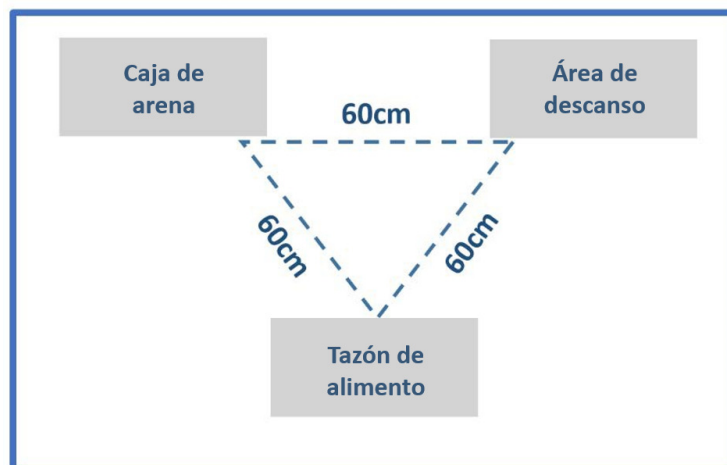 Caja de
arena
Área de
descanso
60cm
60cm
60cm
Tazón de
alimento